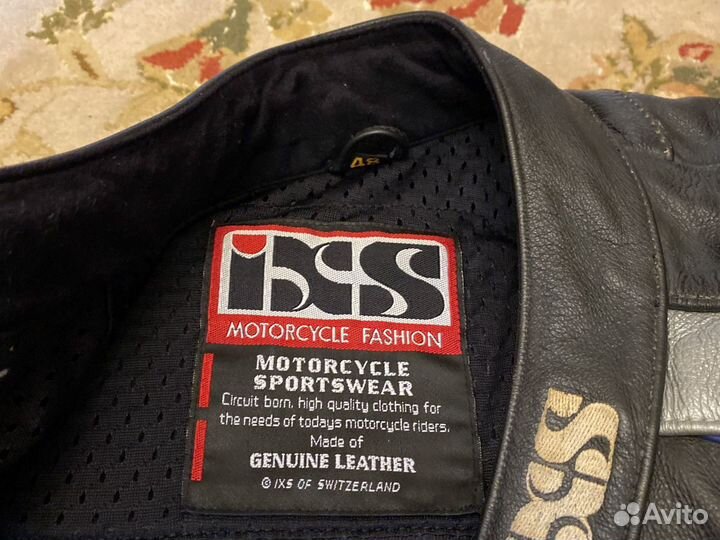 48
iXS
MOTORCYCLE FASHION
MOTORCYCLE
SPORTSWEAR
Circuit born, high quality clothing for
the needs of todays motorcycle riders.
Made of
GENUINE LEATHER
© IXS OF SWITZERLAND
Avito